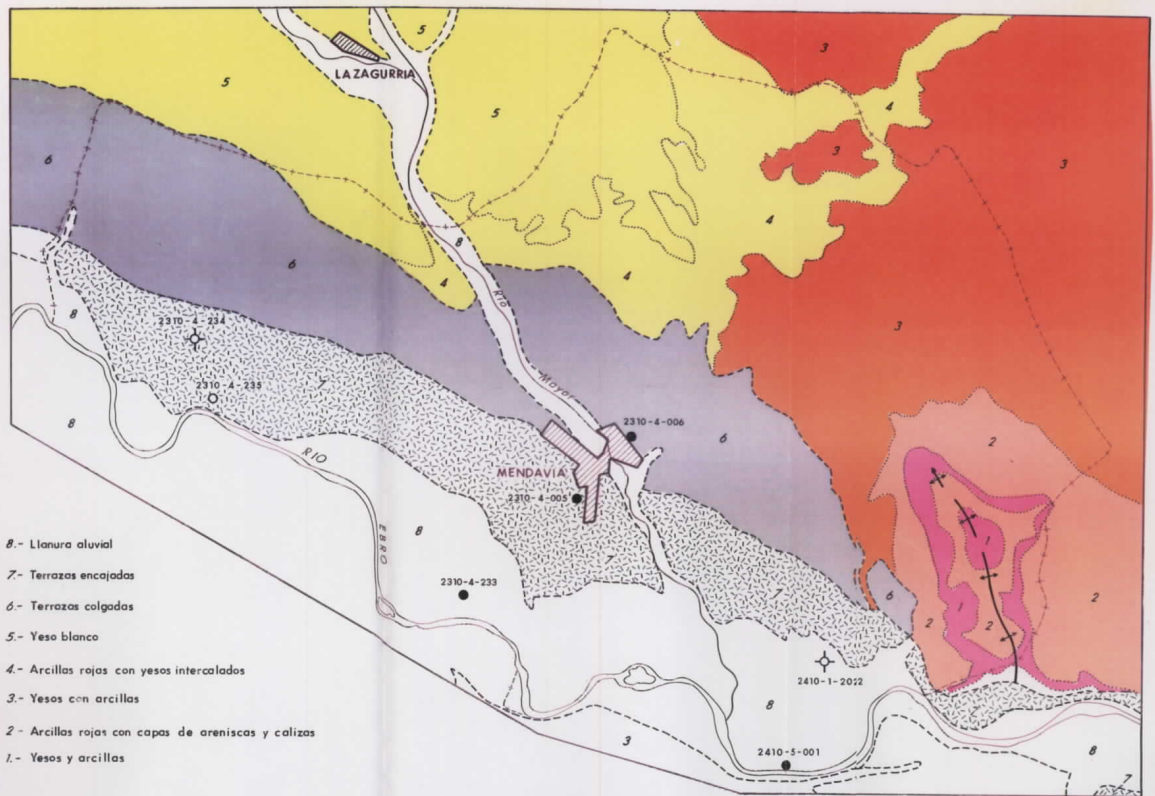 3
5
LAZAGURRIA
5
4
5
3
3
6
4
8
6
4
4
Río
3
2310-4-234
8
7
Mayor
2310-4-235
2310-4-006
6
2
8
RIO
MENDAVIA
2310-4-005
1
EBRO
8
7
8.- Llanura aluvial
7.- Terrazas encajadas
2310-4-233
7
6
1
2
2
2
6.- Terrazas colgadas
5.- Yeso blanco
4.- Arcillas rojas con yesos intercalados
2410-1-2022
8
3.- Yesos con arcillas
3
2 - Arcillas rojas con capas de areniscas y calizas
2410-5-001
8
1.- Yesos y arcillas
7